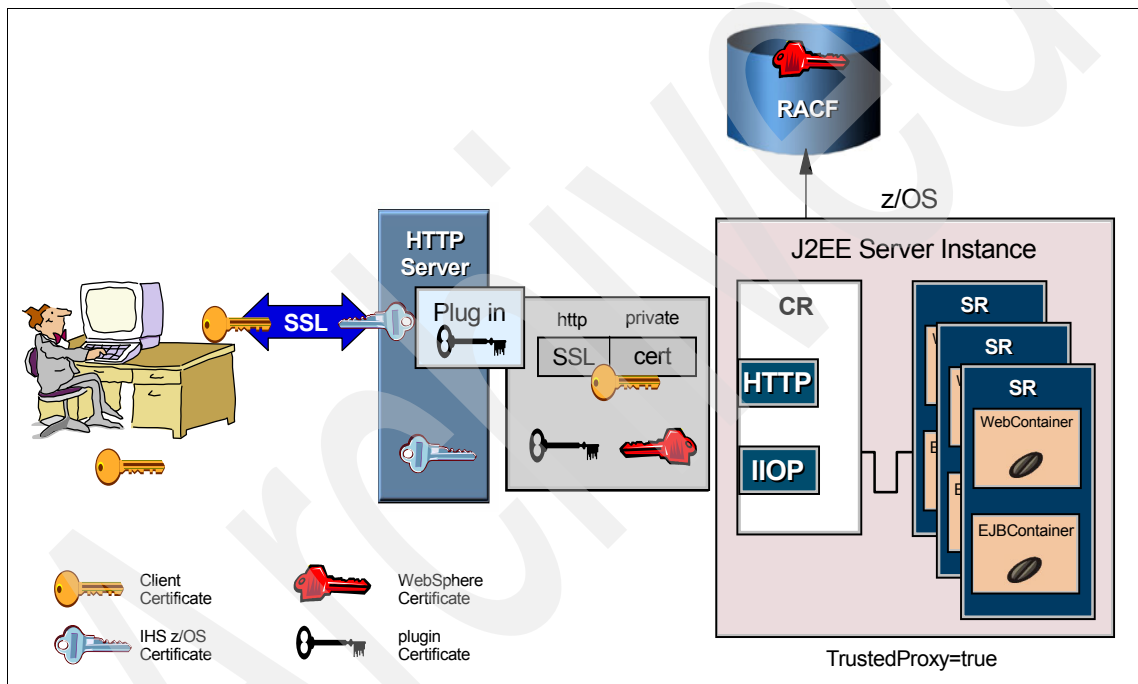 RACF
z/OS
J2EE Server Instance
HTTP
Server
SSL
Plug in
http private
SSL cert
CR
HTTP
IIOP
SR
SR
SR
WebContainer
EJBContainer
TrustedProxy=true
Client
Certificate
WebSphere
Certificate
IHS z/OS
Certificate
plugin
Certificate
Archived